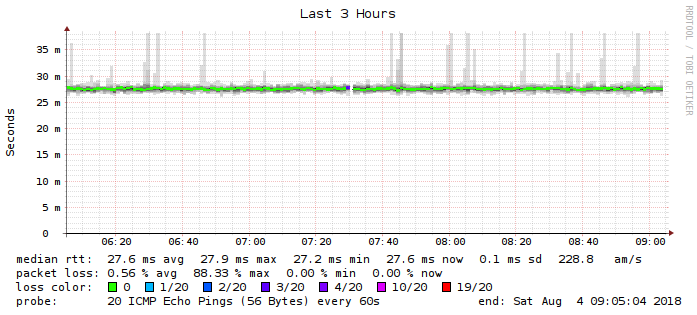 Last 3 Hours
RRDTOOL / TOBI OETIKER
Seconds
35 m
30 m
25 m
20 m
15 m
10 m
5 m
0
06:20 06:40 07:00 07:20 07:40 08:00 08:20 08:40 09:00
median rtt: 27.6 ms avg 27.9 ms max 27.2 ms min 27.6 ms now 0.1 ms sd 228.8 am/s
packet loss: 0.56 % avg 88.33 % max 0.00 % min 0.00 % now
loss color: 0 1/20 2/20 3/20 4/20 10/20 19/20
probe: 20 ICMP Echo Pings (56 Bytes) every 60s end: Sat Aug 4 09:05:04 2018